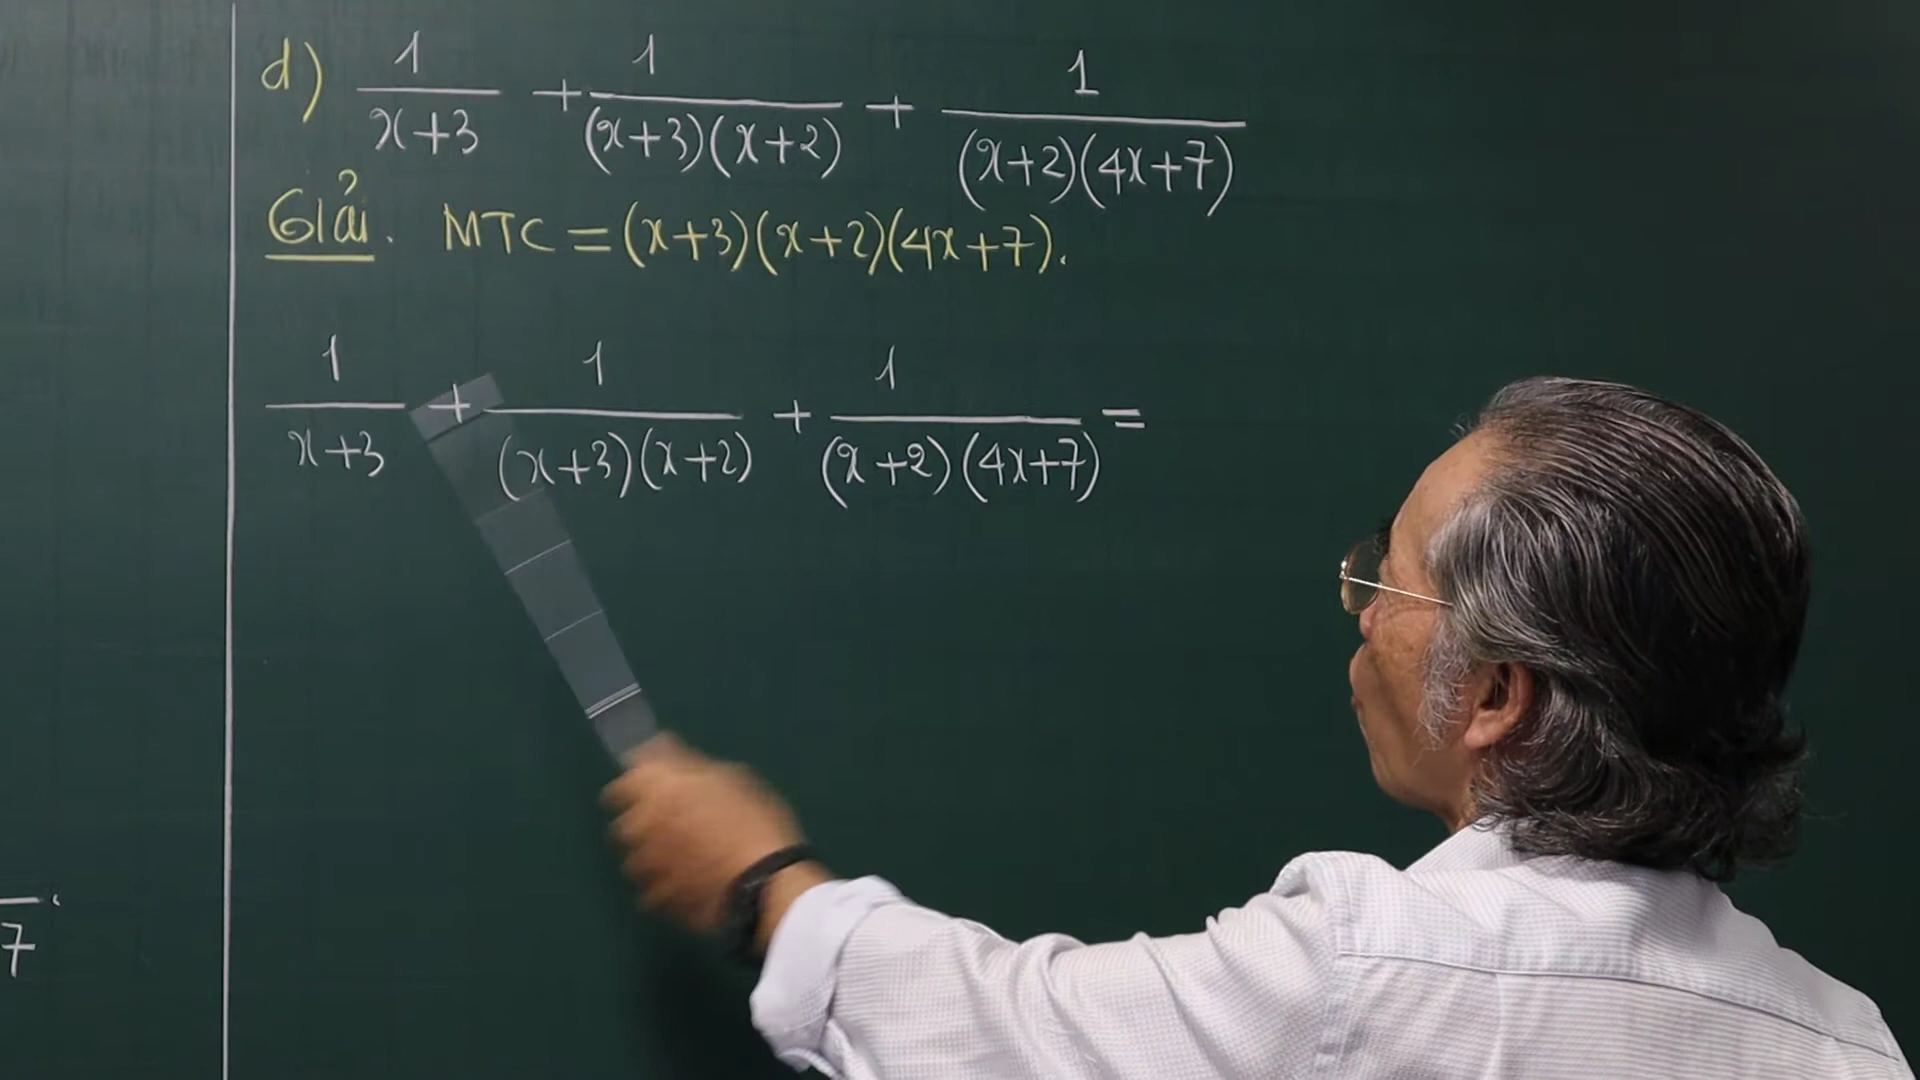 d) 1/(x+3) + 1/((x+3)(x+2)) + 1/((x+2)(4x+7))
Giải. MTC = (x+3)(x+2)(4x+7).
1/(x+3) + 1/((x+3)(x+2)) + 1/((x+2)(4x+7)) =
7